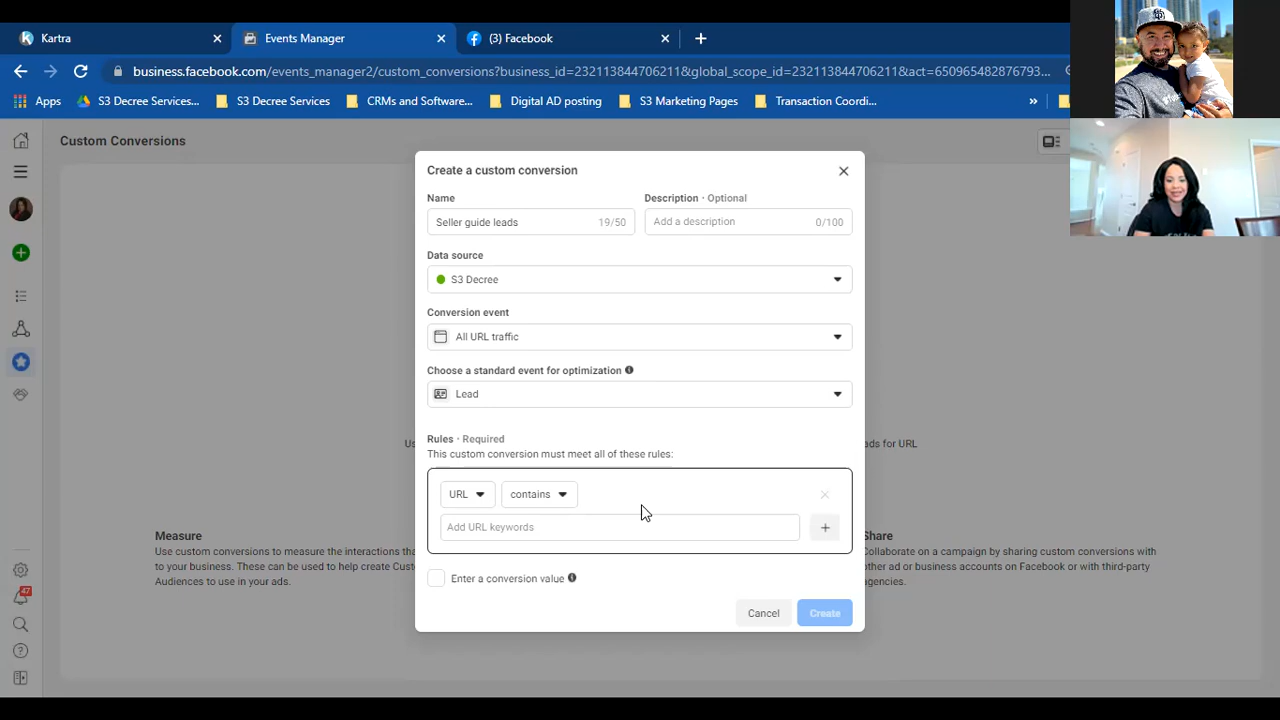 Kartra
Events Manager
(3) Facebook
business.facebook.com/events_manager2/custom_conversions?business_id=232113844706211&global_scope_id=232113844706211&act=650965482876793...
Apps
S3 Decree Services...
S3 Decree Services
CRMs and Software...
Digital AD posting
S3 Marketing Pages
Transaction Coordi...
»
Custom Conversions
Create a custom conversion
Name
Description · Optional
Seller guide leads 19/50
Add a description 0/100
Data source
S3 Decree
Conversion event
All URL traffic
Choose a standard event for optimization
Lead
Rules · Required
This custom conversion must meet all of these rules:
URL
contains
Add URL keywords
Enter a conversion value
Cancel
Create
ads for URL
Measure
Use custom conversions to measure the interactions tha
to your business. These can be used to help create Custo
Audiences to use in your ads.
Share
Collaborate on a campaign by sharing custom conversions with
other ad or business accounts on Facebook or with third-party
agencies.
47